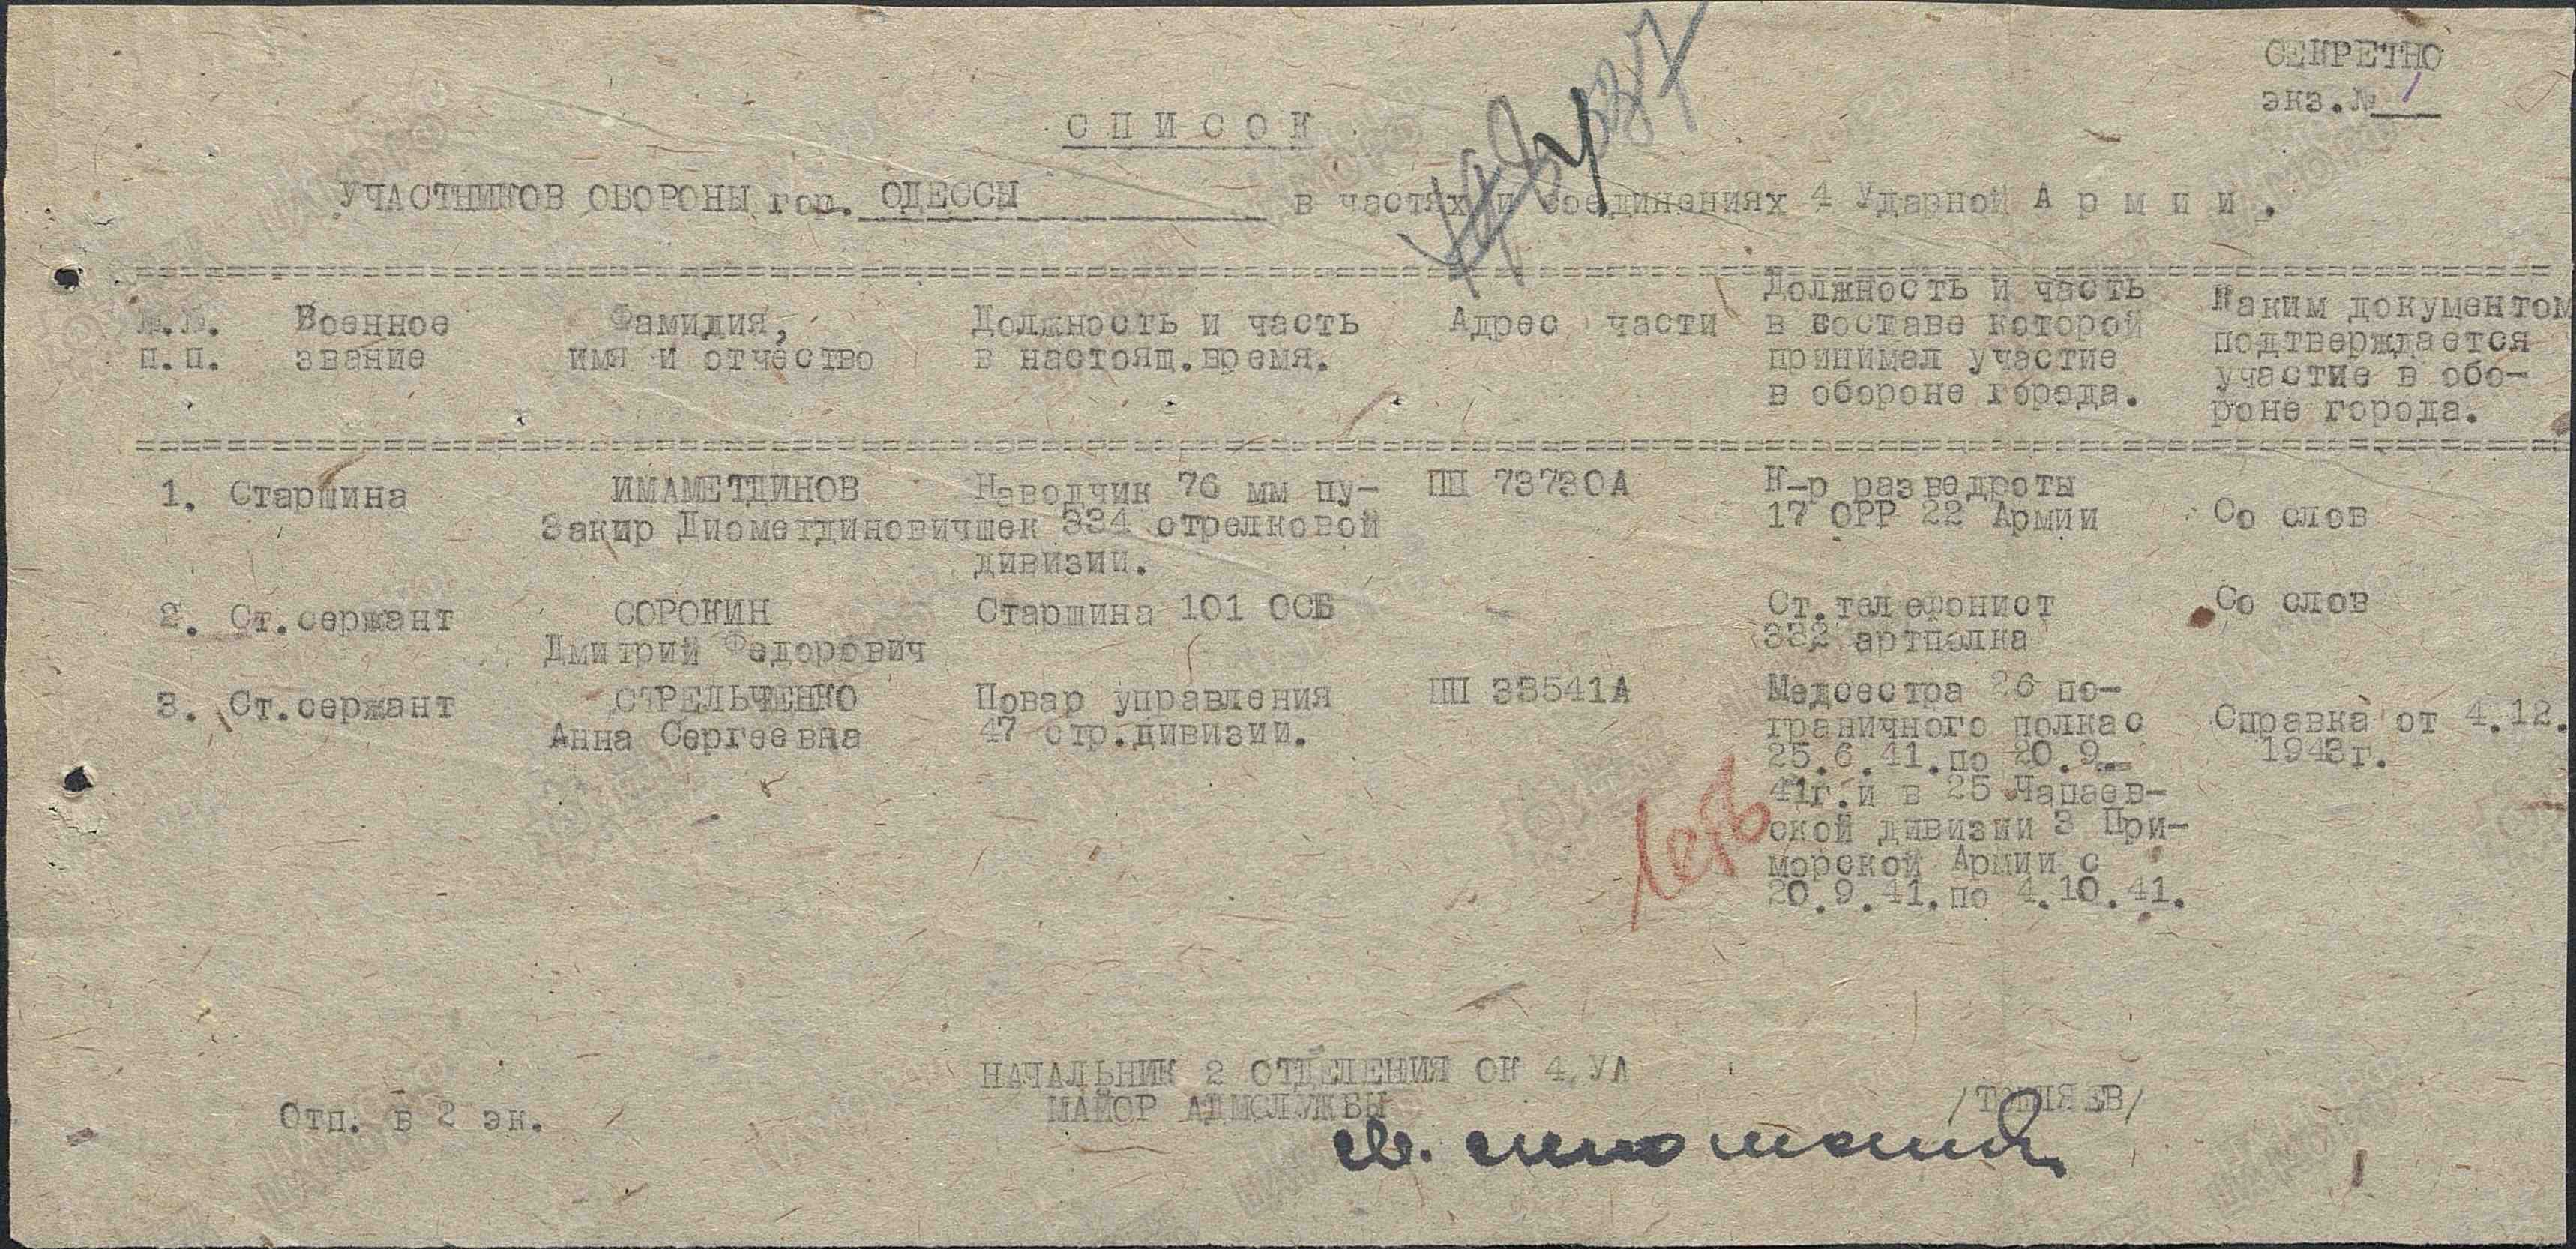 СЕКРЕТНО
экз.№ 1
СПИСОК
УЧАСТНИКОВ ОБОРОНЫ гор. ОДЕССЫ в частях и соединениях 4 Ударной Армии.
№.№. Военное Фамилия, Должность и часть Адрес части Должность и часть Каким документом
п.п. звание имя и отчество в настоящ.время. в составе которой подтверждается
принимал участие участие в обо-
в обороне города. роне города.
1. Старшина ИМАМЕТДИНОВ Наводчик 76 мм пу- ПП 73730А К-р разведроты
Закир Диометдинович шек 334 стрелковой 17 ОРР 22 Армии Со слов
дивизии.
2. Ст.сержант СОРОКИН Старшина 101 ОСБ - Ст.телефонист Со слов
Дмитрий Федорович 332 артполка
3. Ст.сержант СТРЕЛЬЧЕНКО Повар управления ПП 33541А Медсестра 26 по-
Анна Сергеевна 47 стр.дивизии. граничного полкас Справка от 4.12.
25.6.41.по 20.9. 1943г.
41г.и в 25 Чапаев-
ской дивизии 3 При-
морской Армии с
20.9.41.по 4.10.41.
НАЧАЛЬНИК 2 ОТДЕЛЕНИЯ ОК 4 УА
МАЙОР АДМСЛУЖБЫ
Отп. в 2 эк.